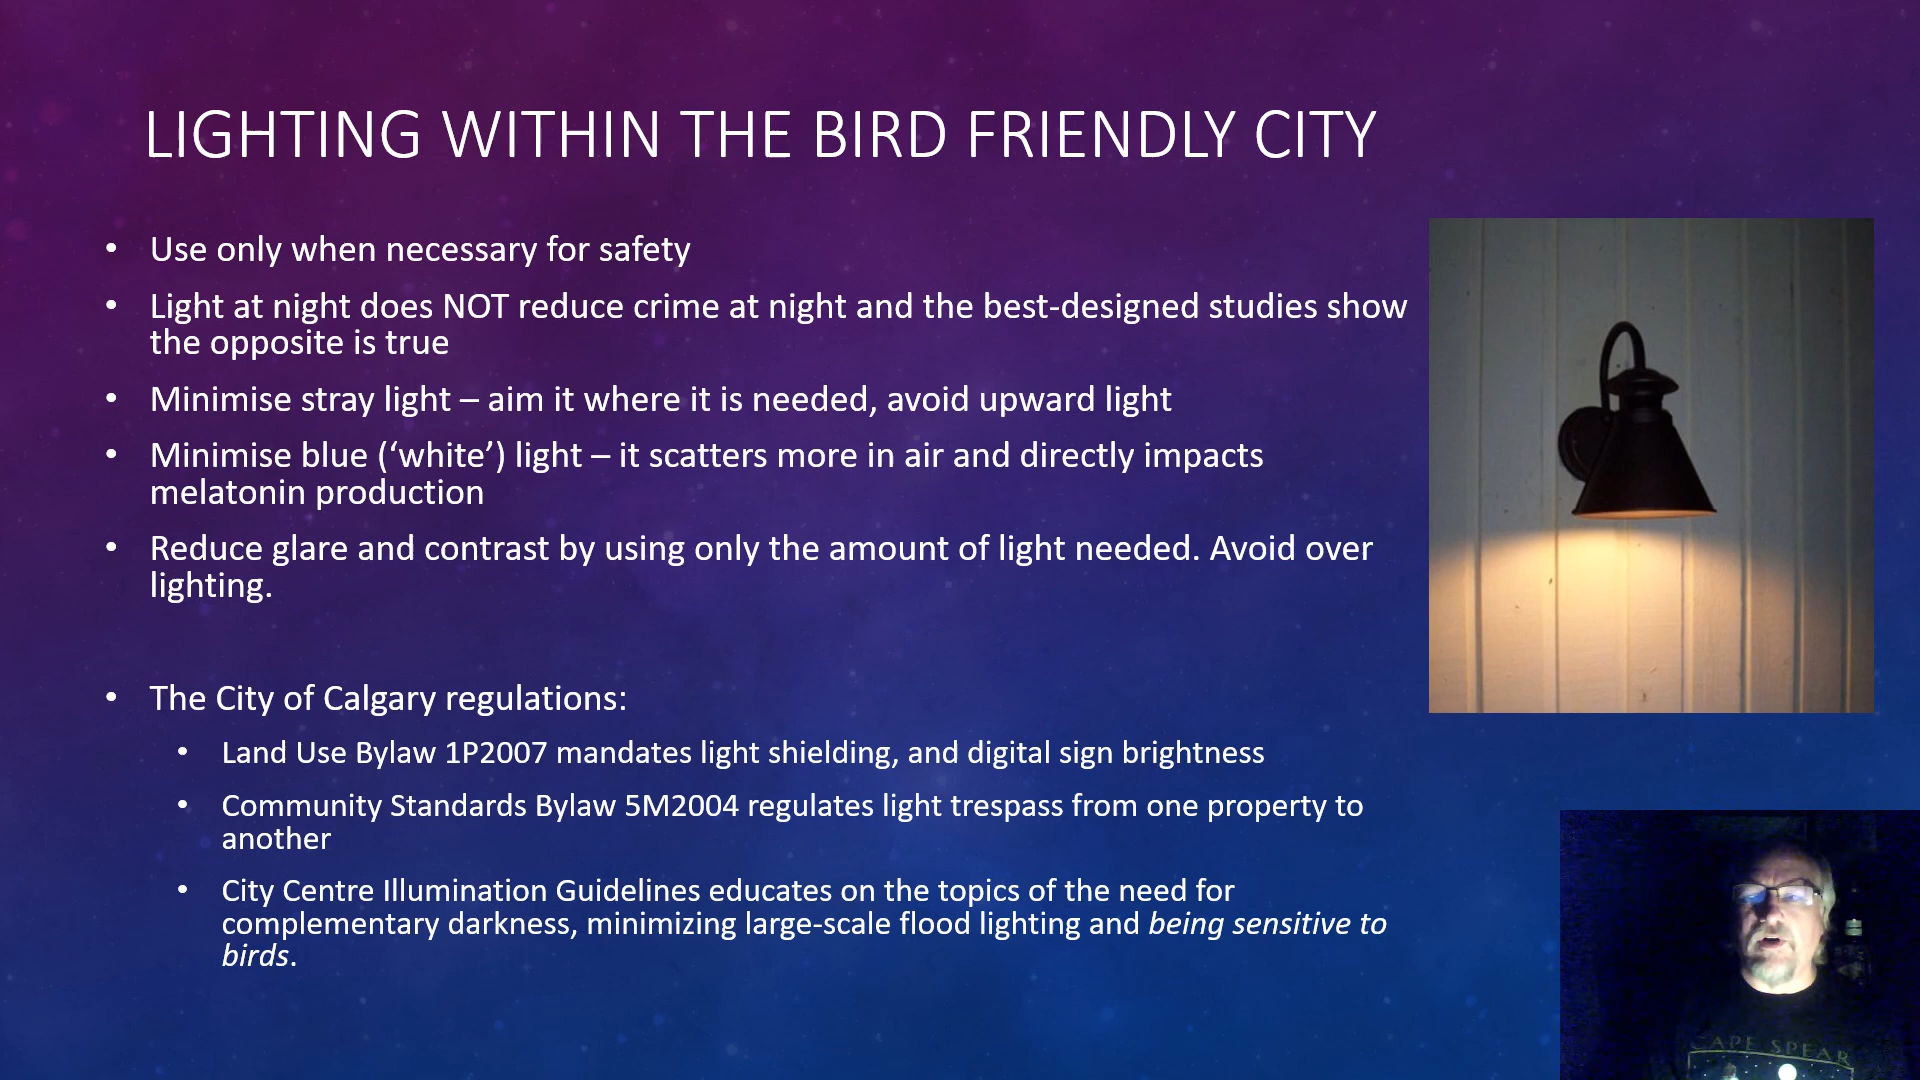 LIGHTING WITHIN THE BIRD FRIENDLY CITY
• Use only when necessary for safety
• Light at night does NOT reduce crime at night and the best-designed studies show
the opposite is true
• Minimise stray light – aim it where it is needed, avoid upward light
• Minimise blue (‘white’) light – it scatters more in air and directly impacts
melatonin production
• Reduce glare and contrast by using only the amount of light needed. Avoid over
lighting.
• The City of Calgary regulations:
• Land Use Bylaw 1P2007 mandates light shielding, and digital sign brightness
• Community Standards Bylaw 5M2004 regulates light trespass from one property to
another
• City Centre Illumination Guidelines educates on the topics of the need for
complementary darkness, minimizing large-scale flood lighting and being sensitive to
birds.
CAPE SPEAR